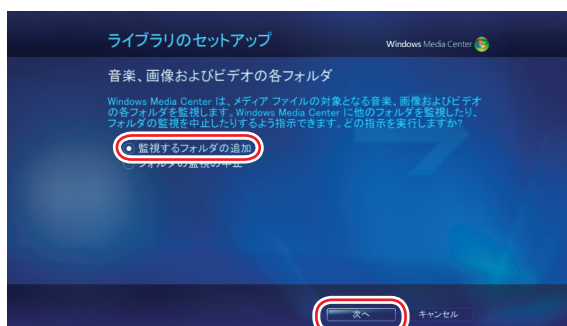 ライブラリのセットアップ
Windows Media Center
音楽、画像およびビデオの各フォルダ
Windows Media Center は、メディア ファイルの対象となる音楽、画像およびビデオ
の各フォルダを監視します。Windows Media Center に他のフォルダを監視したり、
フォルダの監視を中止したりするよう指示できます。どの指示を実行しますか?
監視するフォルダの追加
フォルダの監視の中止
次へ
キャンセル